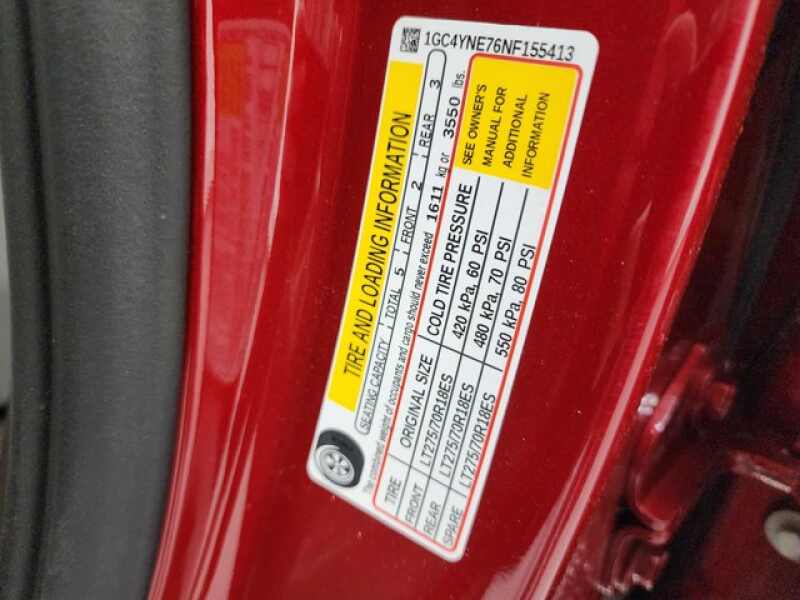 1GC4YNE76NF155413
TIRE AND LOADING INFORMATION
SEATING CAPACITY TOTAL 5 FRONT 2 REAR 3
The combined weight of occupants and cargo should never exceed 1611 kg or 3550 lbs.
TIRE ORIGINAL SIZE COLD TIRE PRESSURE
FRONT LT275/70R18ES 420 kPa, 60 PSI
REAR LT275/70R18ES 480 kPa, 70 PSI
SPARE LT275/70R18ES 550 kPa, 80 PSI
SEE OWNER'S
MANUAL FOR
ADDITIONAL
INFORMATION